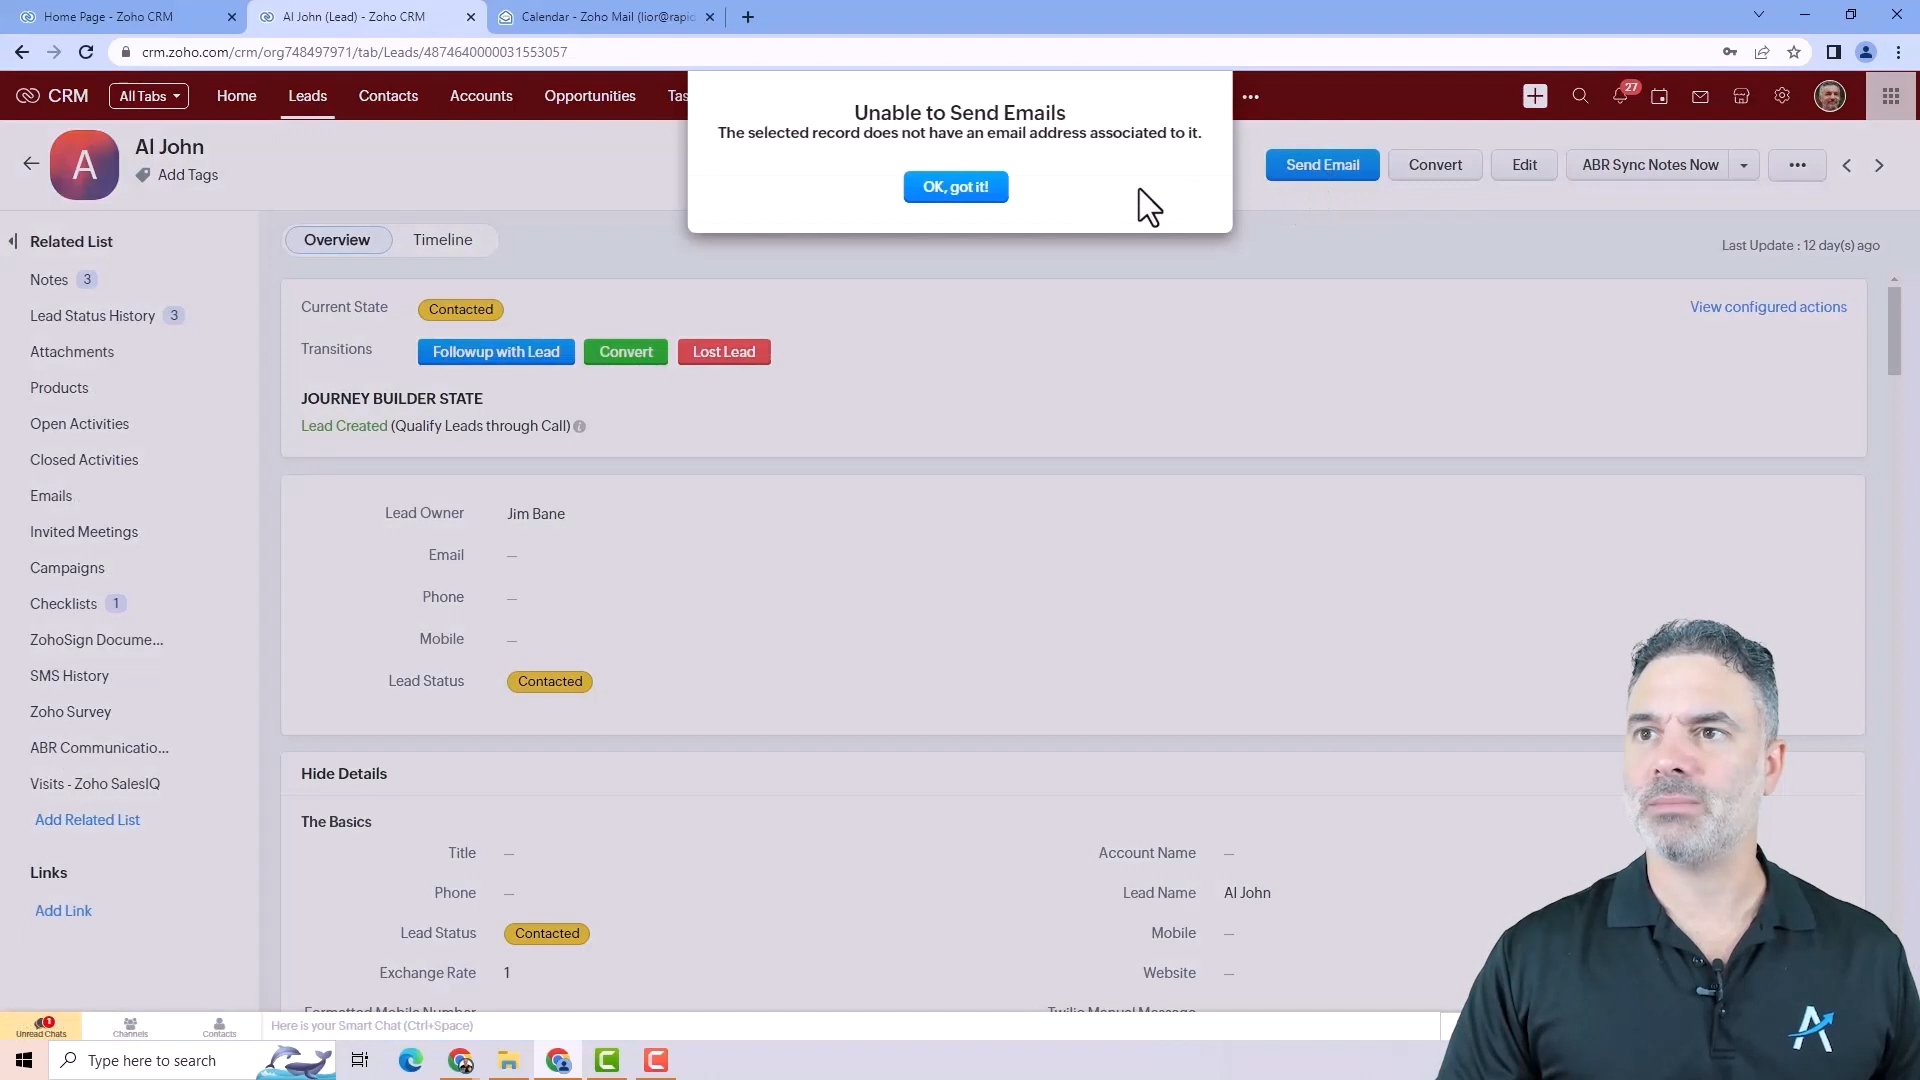 Home Page - Zoho CRM
Al John (Lead) - Zoho CRM
Calendar - Zoho Mail (lior@rapid
crm.zoho.com/crm/org748497971/tab/Leads/4874640000031553057
CRM
All Tabs
Home
Leads
Contacts
Accounts
Opportunities
Tas
27
Unable to Send Emails
The selected record does not have an email address associated to it.
OK, got it!
A
Al John
Add Tags
Send Email
Convert
Edit
ABR Sync Notes Now
Related List
Notes 3
Lead Status History 3
Attachments
Products
Open Activities
Closed Activities
Emails
Invited Meetings
Campaigns
Checklists 1
ZohoSign Docume...
SMS History
Zoho Survey
ABR Communicatio...
Visits - Zoho SalesIQ
Add Related List
Links
Add Link
Overview
Timeline
Last Update : 12 day(s) ago
Current State Contacted
View configured actions
Transitions Followup with Lead Convert Lost Lead
JOURNEY BUILDER STATE
Lead Created (Qualify Leads through Call)
Lead Owner Jim Bane
Email —
Phone —
Mobile —
Lead Status Contacted
Hide Details
The Basics
Title —
Account Name —
Phone —
Lead Name Al John
Lead Status Contacted
Mobile —
Exchange Rate 1
Website —
Formatted Mobile Number
Twilio Manual Message
1
Unread Chats
Channels
Contacts
Here is your Smart Chat (Ctrl+Space)
Type here to search